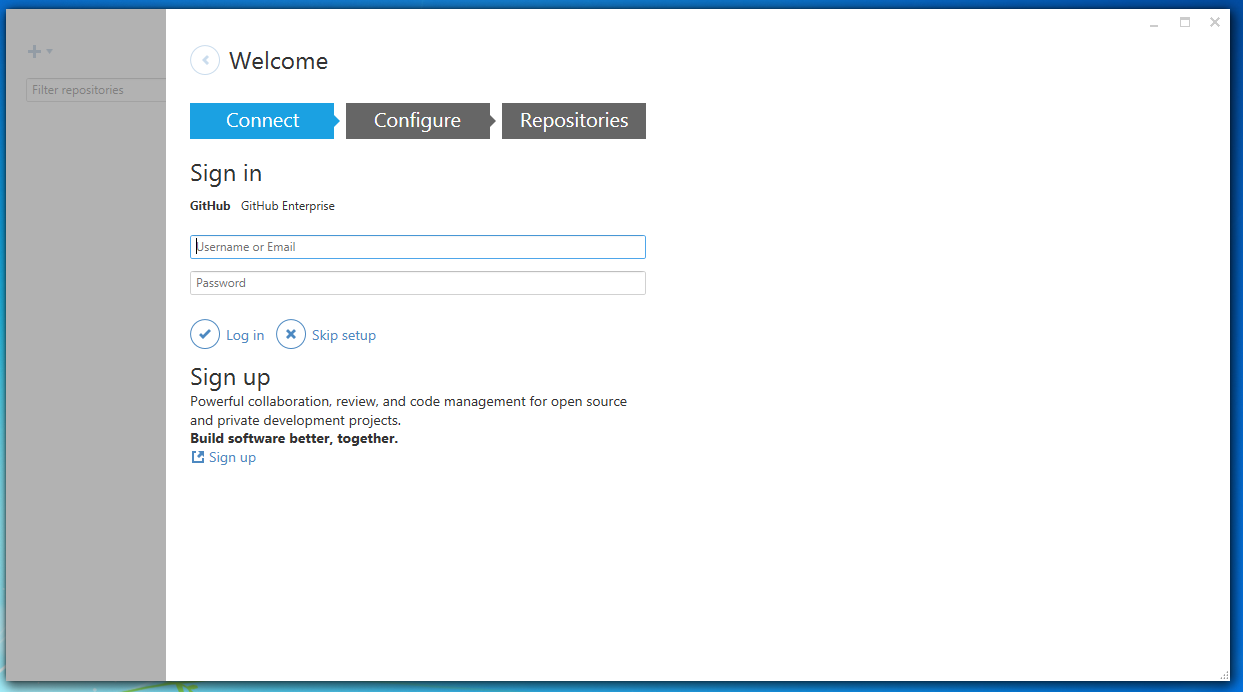 Filter repositories
Welcome
Connect Configure Repositories
Sign in
GitHub GitHub Enterprise
Username or Email
Password
Log in Skip setup
Sign up
Powerful collaboration, review, and code management for open source
and private development projects.
Build software better, together.
Sign up